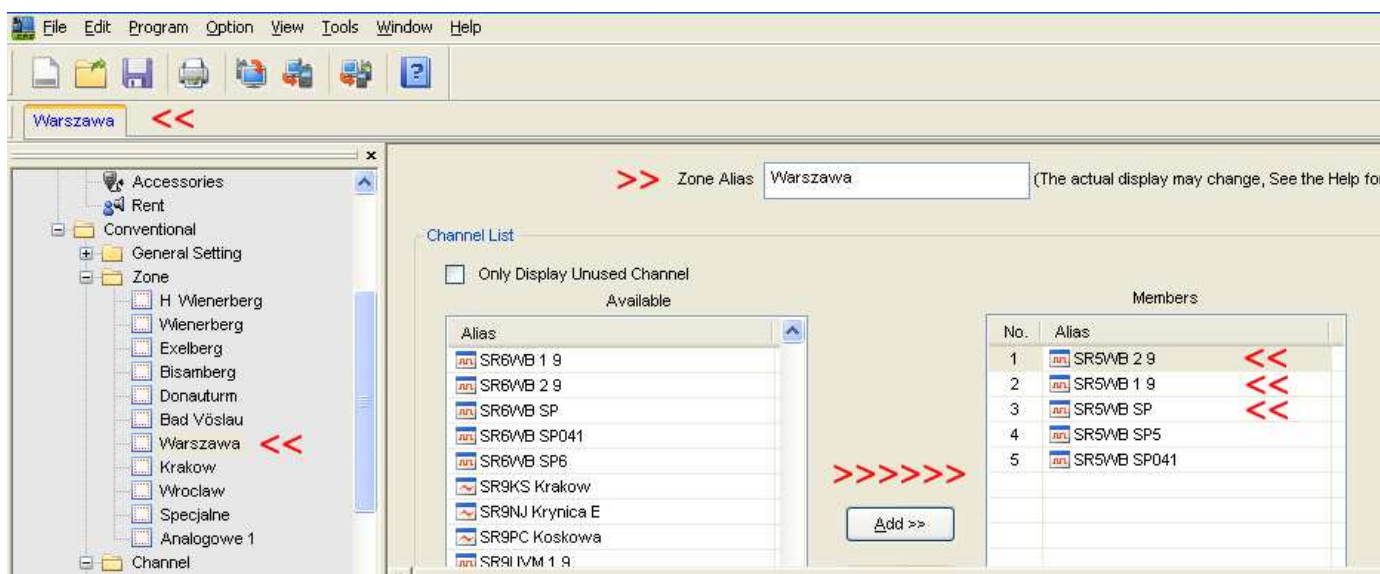 File Edit Program Option View Tools Window Help
Warszawa <<
Accessories
Rent
Conventional
General Setting
Zone
H Wienerberg
Wienerberg
Exelberg
Bisamberg
Donauturm
Bad Vöslau
Warszawa <<
Krakow
Wroclaw
Specjalne
Analogowe 1
Channel
>> Zone Alias Warszawa (The actual display may change, See the Help for
Channel List
Only Display Unused Channel
Available
Alias
SR6WB 1 9
SR6WB 2 9
SR6WB SP
SR6WB SP041
SR6WB SP6
SR9KS Krakow
SR9NJ Krynica E
SR9PC Koskowa
SR9UVM 1 9
>>>>>>
Add >>
Members
No. Alias
1 SR5WB 2 9 <<
2 SR5WB 1 9 <<
3 SR5WB SP <<
4 SR5WB SP5
5 SR5WB SP041